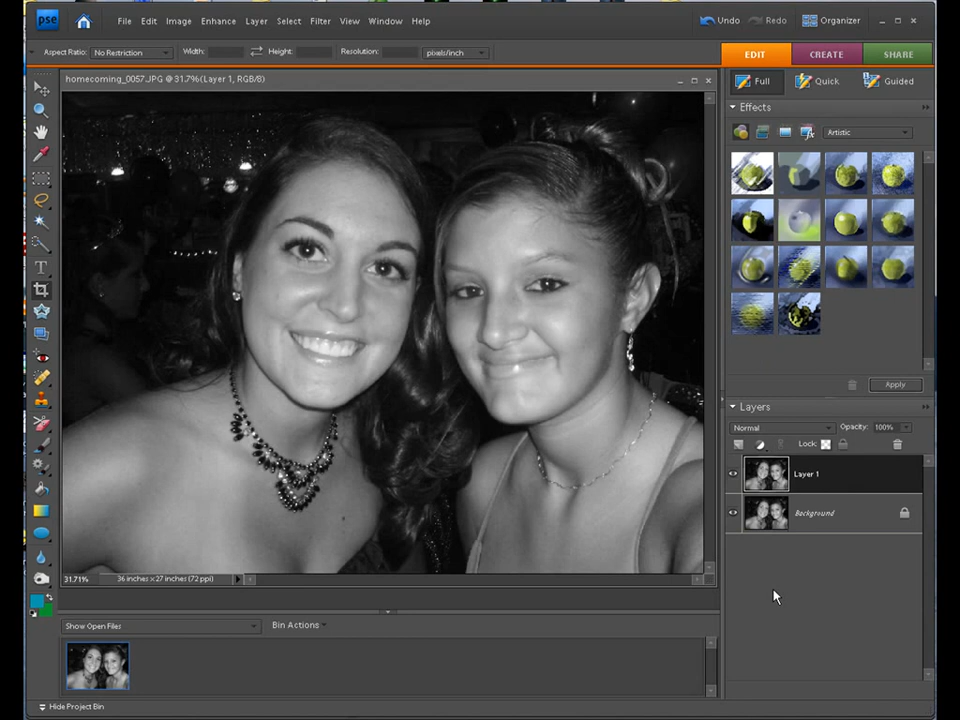 pse File Edit Image Enhance Layer Select Filter View Window Help Undo Redo Organizer
Aspect Ratio: No Restriction Width: Height: Resolution: pixels/inch EDIT CREATE SHARE
homecoming_0057.JPG @ 31.7%(Layer 1, RGB/8)
Full Quick Guided
Effects
Artistic
Apply
Layers
Normal Opacity: 100%
Lock:
Layer 1
Background
31.71% 36 inches x 27 inches (72 ppi)
Show Open Files Bin Actions
Hide Project Bin